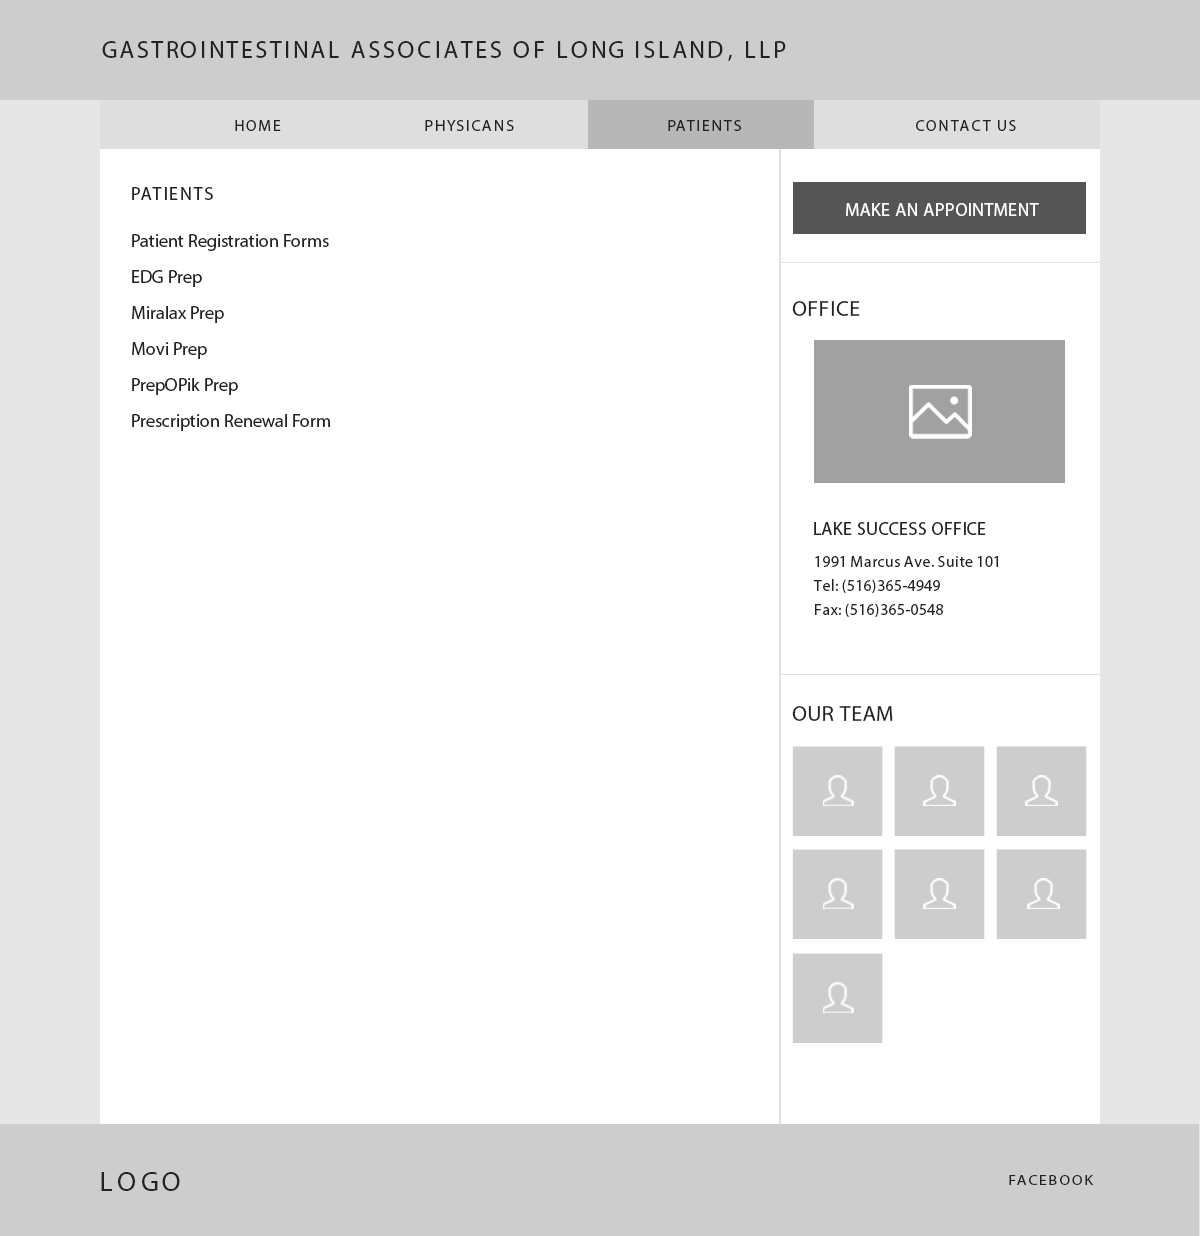 GASTROINTESTINAL ASSOCIATES OF LONG ISLAND, LLP
HOME
PHYSICANS
PATIENTS
CONTACT US
PATIENTS
Patient Registration Forms
EDG Prep
Miralax Prep
Movi Prep
PrepOPik Prep
Prescription Renewal Form
MAKE AN APPOINTMENT
OFFICE
LAKE SUCCESS OFFICE
1991 Marcus Ave. Suite 101
Tel: (516)365-4949
Fax: (516)365-0548
OUR TEAM
LOGO
FACEBOOK